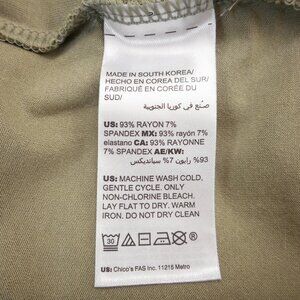 MADE IN SOUTH KOREA/
HECHO EN COREA DEL SUR/
FABRIQUÉ EN CORÉE DU
SUD/
صنع في كوريا الجنوبية
US: 93% RAYON 7%
SPANDEX MX: 93% rayón 7%
elastano CA: 93% RAYONNE
7% SPANDEX AE/KW:
93% رايون 7% سبانديكس
US: MACHINE WASH COLD.
GENTLE CYCLE. ONLY
NON-CHLORINE BLEACH.
LAY FLAT TO DRY. WARM
IRON. DO NOT DRY CLEAN
30
US: Chico's FAS Inc. 11215 Metro